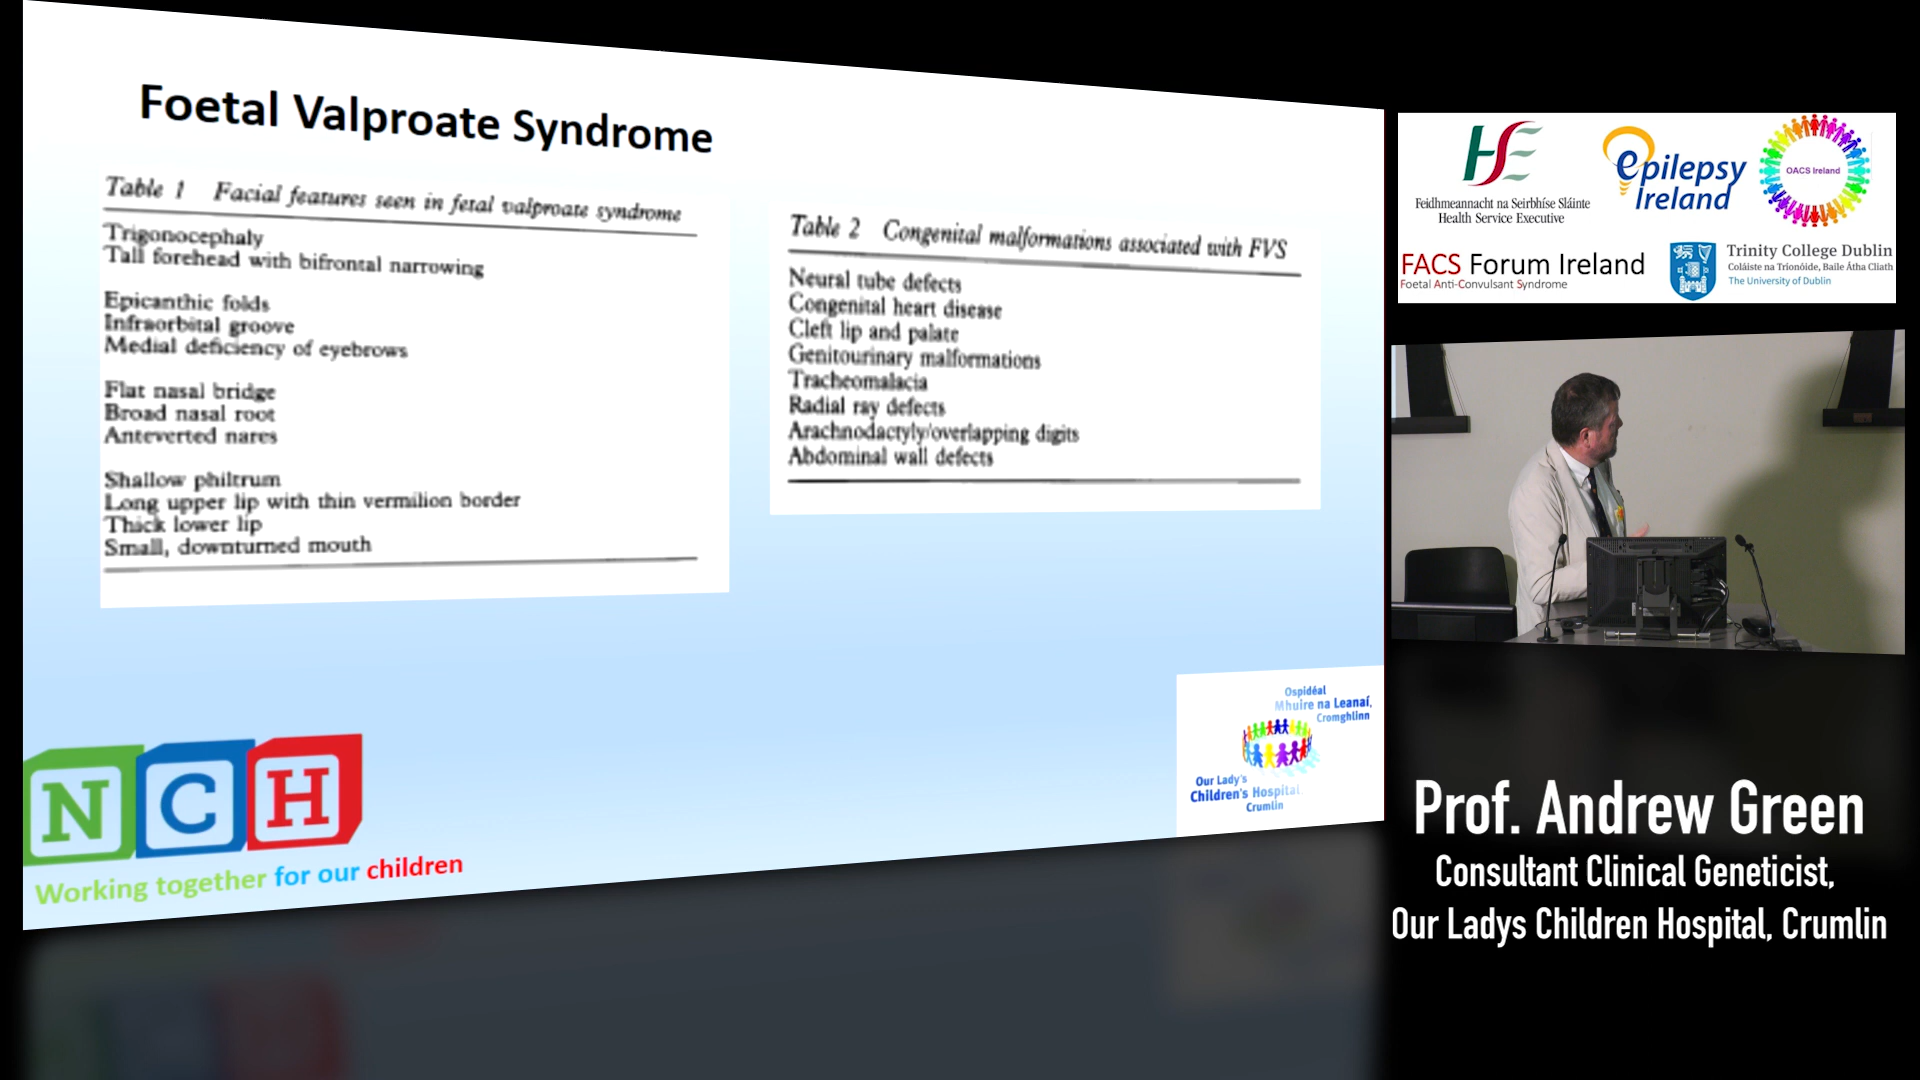 Foetal Valproate Syndrome
Table 1 Facial features seen in fetal valproate syndrome
Trigonocephaly
Tall forehead with bifrontal narrowing
Epicanthic folds
Infraorbital groove
Medial deficiency of eyebrows
Flat nasal bridge
Broad nasal root
Anteverted nares
Shallow philtrum
Long upper lip with thin vermilion border
Thick lower lip
Small, downturned mouth
Table 2 Congenital malformations associated with FVS
Neural tube defects
Congenital heart disease
Cleft lip and palate
Genitourinary malformations
Tracheomalacia
Radial ray defects
Arachnodactyly/overlapping digits
Abdominal wall defects
NCH
Working together for our children
Ospidéal
Mhuire na Leanaí,
Cromghlinn
Our Lady's
Children's Hospital
Crumlin
HSE
Feidhmeannacht na Seirbhíse Sláinte
Health Service Executive
epilepsy
Ireland
OACS Ireland
FACS Forum Ireland
Foetal Anti-Convulsant Syndrome
Trinity College Dublin
Coláiste na Tríonóide, Baile Átha Cliath
The University of Dublin
Prof. Andrew Green
Consultant Clinical Geneticist,
Our Ladys Children Hospital, Crumlin